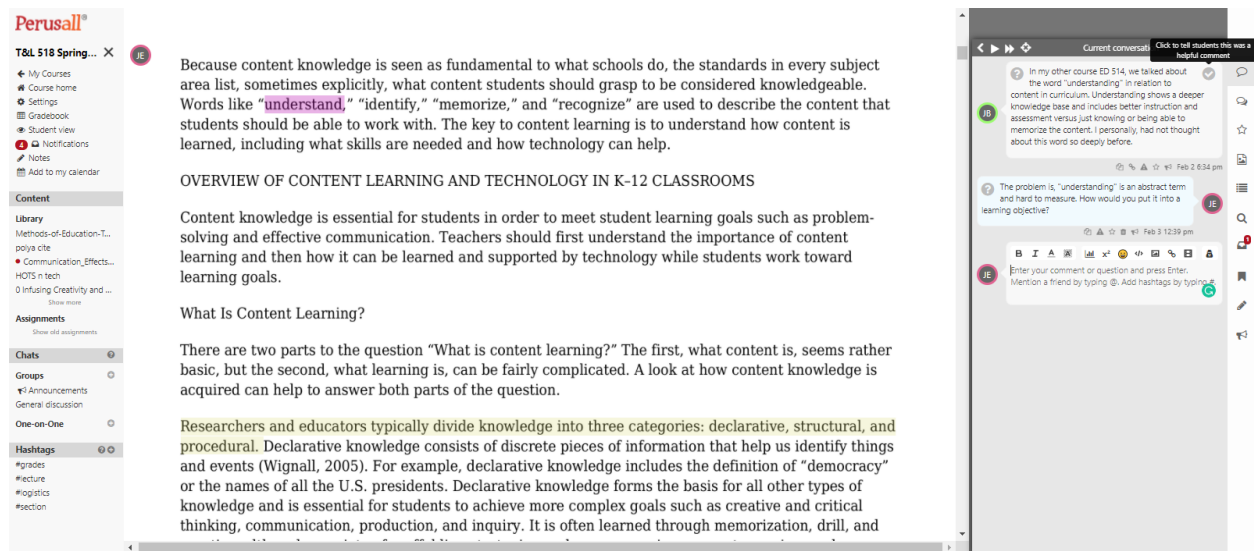 Perusall®
T&L 518 Spring...
My Courses
Course home
Settings
Gradebook
Student view
4 Notifications
Notes
Add to my calendar
Content
Library
Methods-of-Education-T...
polya cite
Communication_Effects...
HOTS n tech
0 Infusing Creativity and ...
Show more
Assignments
Show old assignments
Chats
Groups
Announcements
General discussion
One-on-One
Hashtags
#grades
#lecture
#logistics
#section
JE
Because content knowledge is seen as fundamental to what schools do, the standards in every subject
area list, sometimes explicitly, what content students should grasp to be considered knowledgeable.
Words like “understand,” “identify,” “memorize,” and “recognize” are used to describe the content that
students should be able to work with. The key to content learning is to understand how content is
learned, including what skills are needed and how technology can help.
OVERVIEW OF CONTENT LEARNING AND TECHNOLOGY IN K–12 CLASSROOMS
Content knowledge is essential for students in order to meet student learning goals such as problem-
solving and effective communication. Teachers should first understand the importance of content
learning and then how it can be learned and supported by technology while students work toward
learning goals.
What Is Content Learning?
There are two parts to the question “What is content learning?” The first, what content is, seems rather
basic, but the second, what learning is, can be fairly complicated. A look at how content knowledge is
acquired can help to answer both parts of the question.
Researchers and educators typically divide knowledge into three categories: declarative, structural, and
procedural. Declarative knowledge consists of discrete pieces of information that help us identify things
and events (Wignall, 2005). For example, declarative knowledge includes the definition of “democracy”
or the names of all the U.S. presidents. Declarative knowledge forms the basis for all other types of
knowledge and is essential for students to achieve more complex goals such as creative and critical
thinking, communication, production, and inquiry. It is often learned through memorization, drill, and
Current conversati
Click to tell students this was a
helpful comment
In my other course ED 514, we talked about
the word "understanding" in relation to
content in curriculum. Understanding shows a deeper
knowledge base and includes better instruction and
assessment versus just knowing or being able to
memorize the content. I personally, had not thought
about this word so deeply before.
JB
Feb 2 6:34 pm
The problem is, "understanding" is an abstract term
and hard to measure. How would you put it into a
learning objective?
JE
Feb 3 12:39 pm
B I A A x²
JE
Enter your comment or question and press Enter.
Mention a friend by typing @. Add hashtags by typing #
1